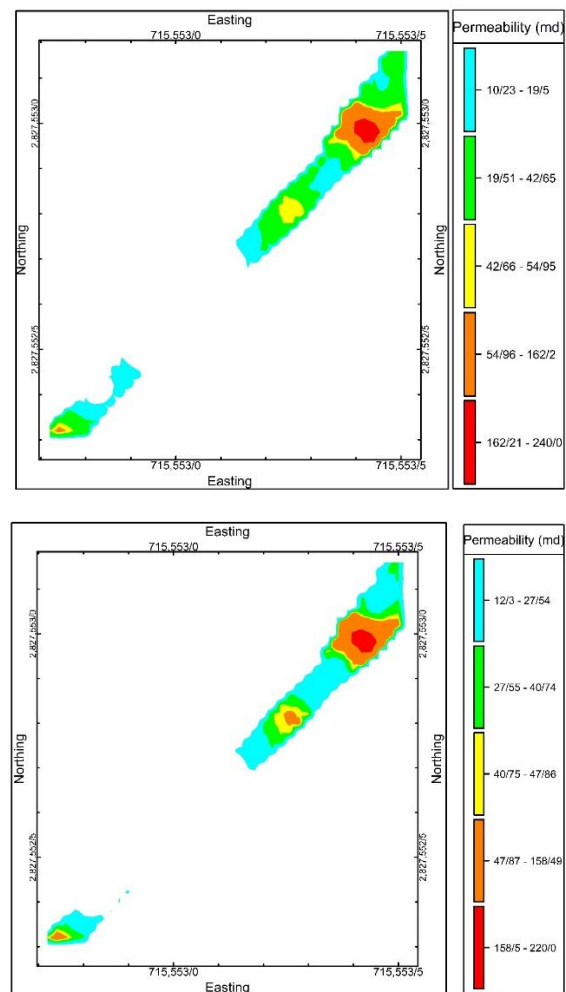 Easting
715,553/0
715,553/5
2,827,553/0
Northing
2,827,552/5
Northing
715,553/0
715,553/5
Easting
Permeability (md)
10/23 - 19/5
19/51 - 42/65
42/66 - 54/95
54/96 - 162/2
162/21 - 240/0
Easting
715,553/0
715,553/5
2,827,553/0
Northing
2,827,552/5
Northing
715,553/0
715,553/5
Easting
Permeability (md)
12/3 - 27/54
27/55 - 40/74
40/75 - 47/86
47/87 - 158/49
158/5 - 220/0